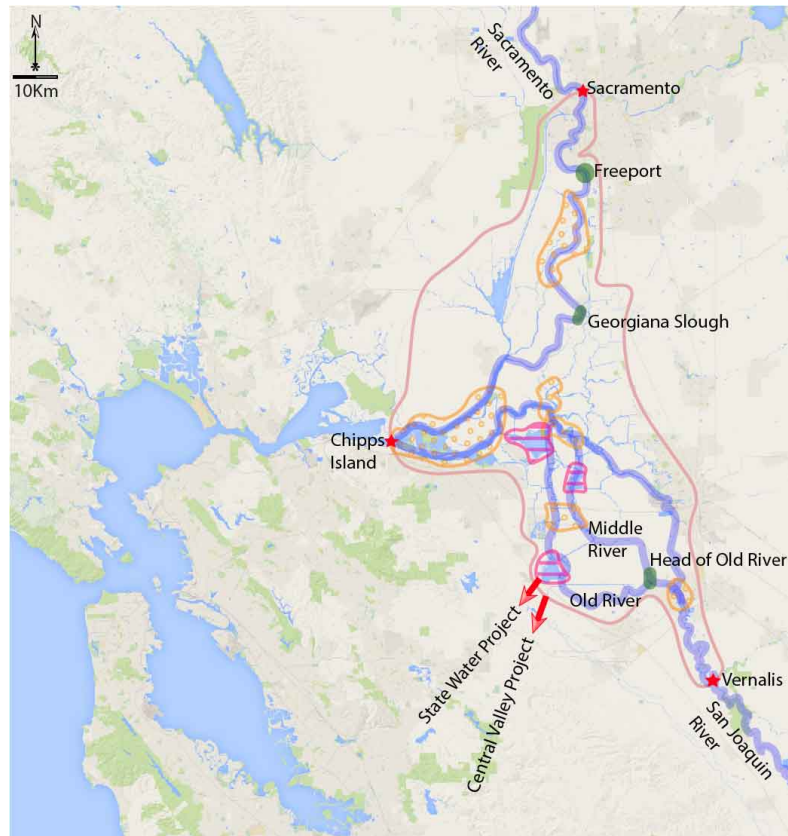 N
10Km
Sacramento
River
Sacramento
Freeport
Georgiana Slough
Chipps
Island
Middle
River
Head of Old River
Old River
State Water Project
Central Valley Project
Vernalis
San Joaquin
River